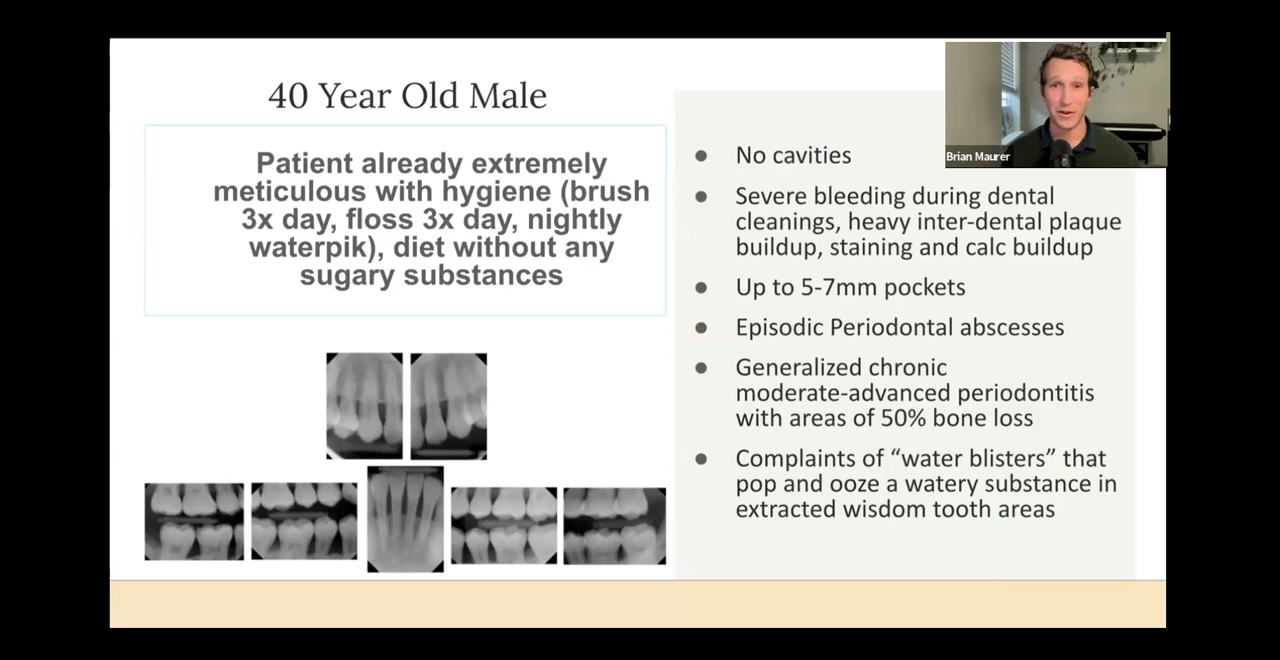 40 Year Old Male
Patient already extremely
meticulous with hygiene (brush
3x day, floss 3x day, nightly
waterpik), diet without any
sugary substances
Brian Maurer
● No cavities
● Severe bleeding during dental
cleanings, heavy inter-dental plaque
buildup, staining and calc buildup
● Up to 5-7mm pockets
● Episodic Periodontal abscesses
● Generalized chronic
moderate-advanced periodontitis
with areas of 50% bone loss
● Complaints of “water blisters” that
pop and ooze a watery substance in
extracted wisdom tooth areas